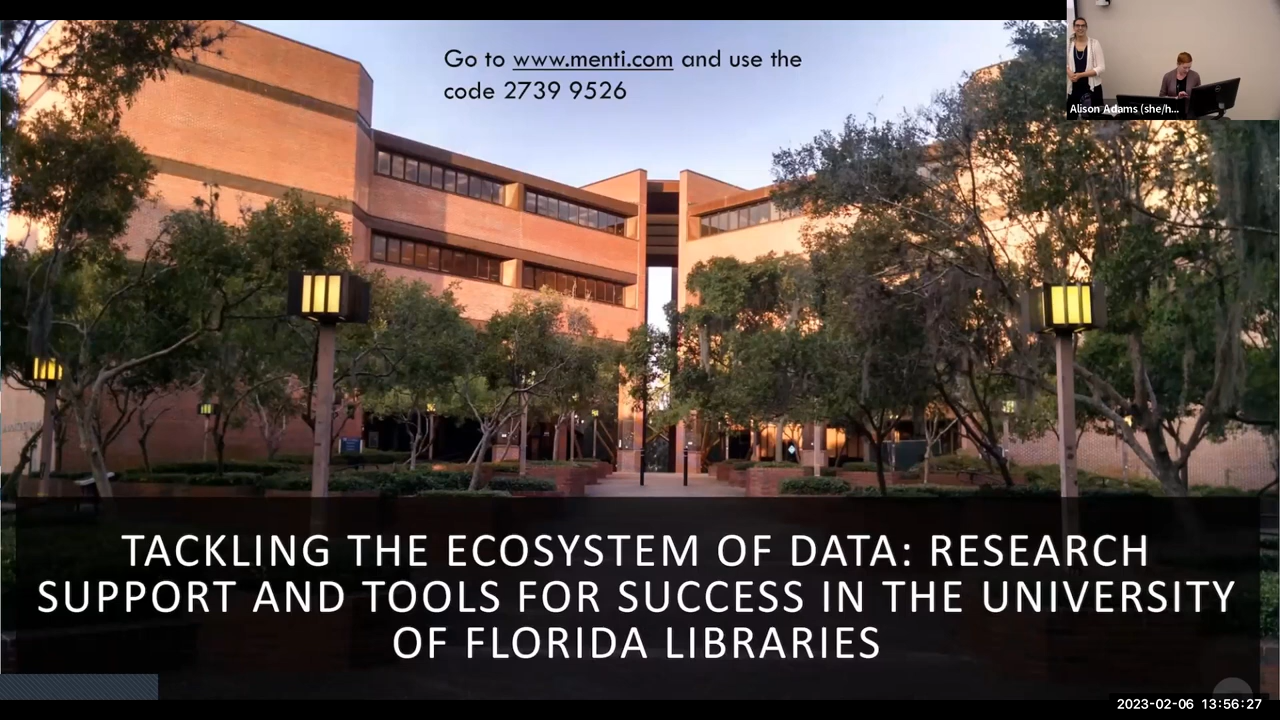 Go to www.menti.com and use the
code 2739 9526
Alison Adams (she/h...
TACKLING THE ECOSYSTEM OF DATA: RESEARCH
SUPPORT AND TOOLS FOR SUCCESS IN THE UNIVERSITY
OF FLORIDA LIBRARIES
2023-02-06 13:56:27